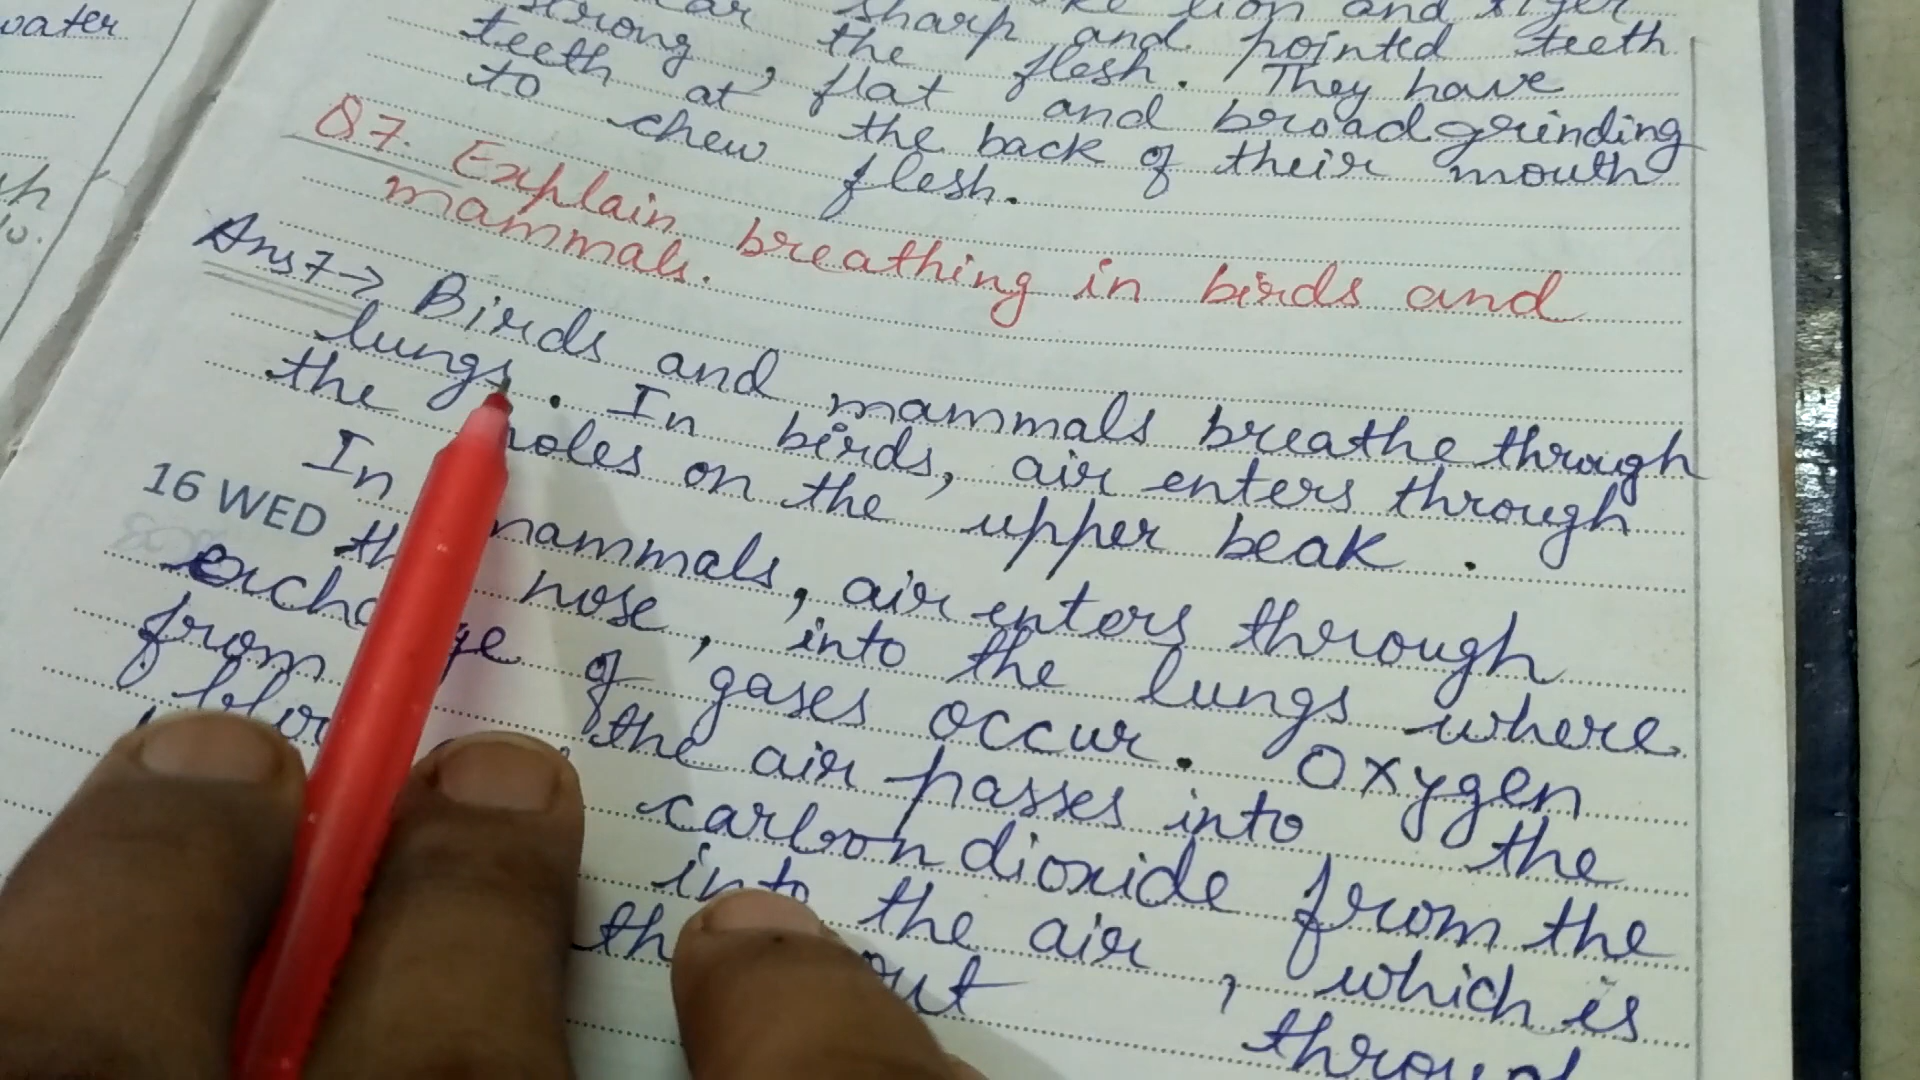 water
sharp and pointed teeth
strong, the flesh. They have
teeth, flat and broad grinding
teeth at the back of their mouth
to chew flesh.
Q7. Explain breathing in birds and
mammals.
Ans7→ Birds and mammals breathe through
lungs. In birds, air enters through
the holes on the upper beak.
In mammals, air enters through
16 WED
the nose, into the lungs where
exchange of gases occur. Oxygen
from the air passes into the
carbondioxide from the
into the air, which is
out through